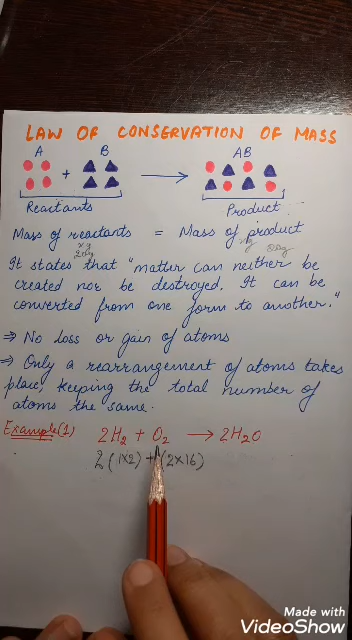 LAW OF CONSERVATION OF MASS
A B AB
+ →
Reactants Product
Mass of reactants = Mass of product
It states that "matter can neither be
created nor be destroyed. It can be
converted from one form to another."
⇒ No Loss or gain of atoms
⇒ Only a rearrangement of atoms takes
place, keeping the total number of
atoms the same.
Example(1) 2H₂ + O₂ → 2H₂O
2(1×2) + (2×16)
Made with
VideoShow